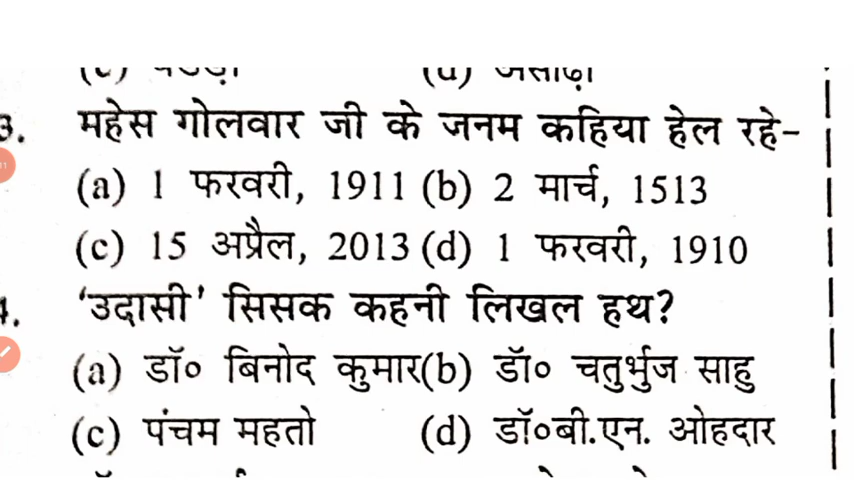 3. महेस गोलवार जी के जनम कहिया हेल रहे-
(a) 1 फरवरी, 1911 (b) 2 मार्च, 1513
(c) 15 अप्रैल, 2013 (d) 1 फरवरी, 1910
4. 'उदासी' सिसक कहनी लिखल हथ?
(a) डॉ० बिनोद कुमार (b) डॉ० चतुर्भुज साहु
(c) पंचम महतो (d) डॉ०बी.एन. ओहदार